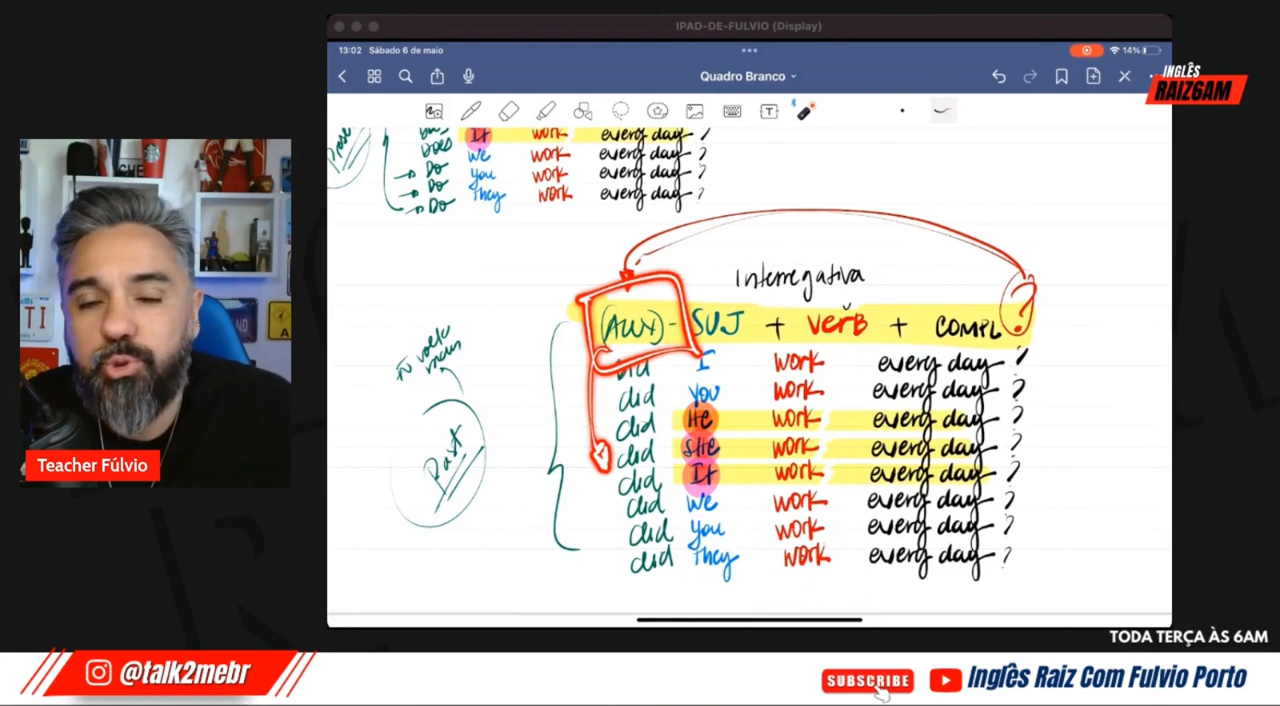 IPAD-DE-FULVIO (Display)
13:02 Sábado 6 de maio
14%
Quadro Branco
INGLÊS
RAIZ6AM
It work every day ?
Does We work every day ?
→ Do You work every day ?
→ Do They work every day ?
→ Do
Interregativa
(AUX) - SUJ + VERB + COMPL ?
did I work every day ?
did You work every day ?
did He work every day ?
did She work every day ?
did It work every day ?
did We work every day ?
did You work every day ?
did They work every day ?
Past
Teacher Fúlvio
TODA TERÇA ÀS 6AM
@talk2mebr
SUBSCRIBE
Inglês Raiz Com Fulvio Porto